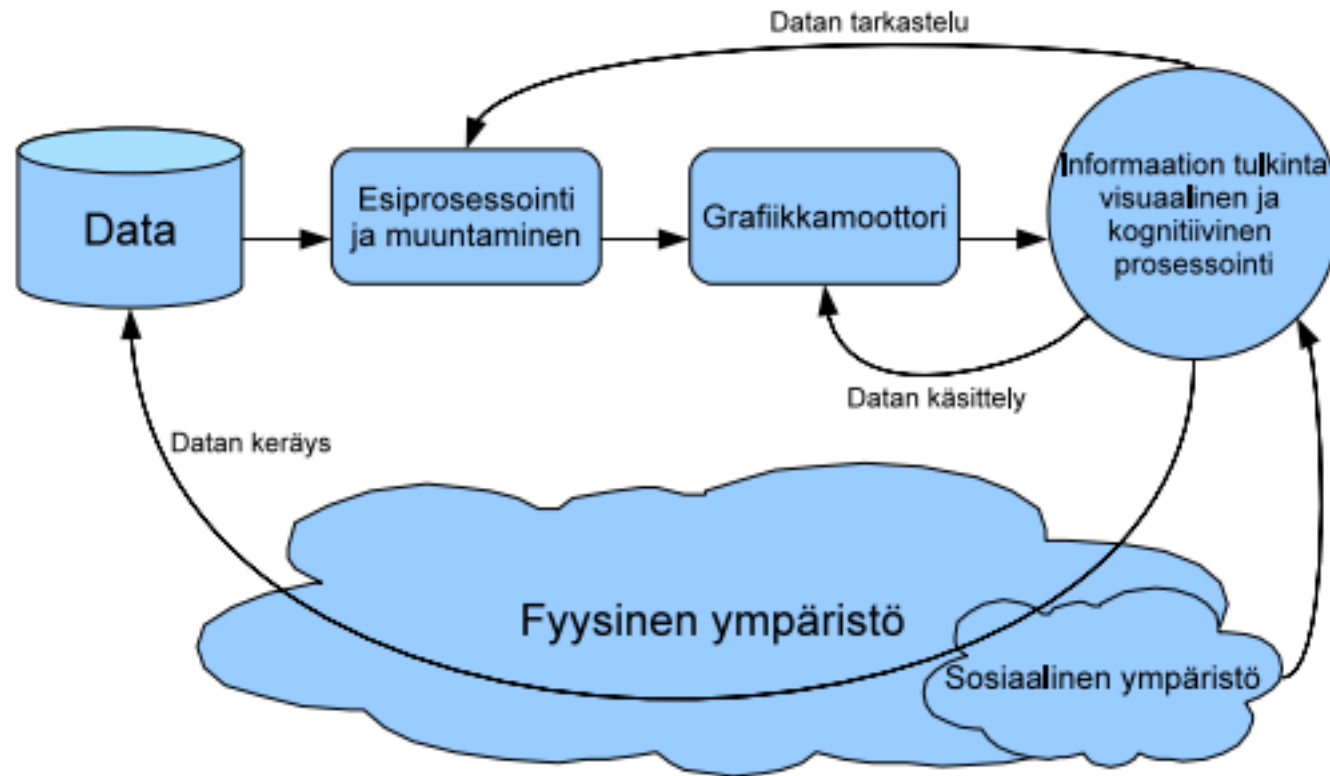 Datan tarkastelu
Data
Esiprosessointi
ja muuntaminen
Grafiikkamoottori
Informaation tulkinta
visuaalinen ja
kognitiivinen
prosessointi
Datan käsittely
Datan keräys
Fyysinen ympäristö
Sosiaalinen ympäristö